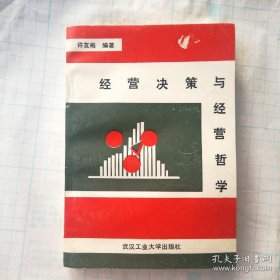 许友梅 编著
经营决策与经营哲学
武汉工业大学出版社
孔夫子旧书网